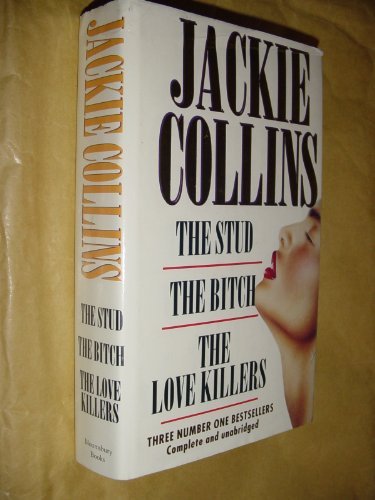 JACKIE COLLINS
THE STUD
THE BITCH
THE LOVE
KILLERS
Bloomsbury
Books
JACKIE
COLLINS
THE STUD
THE BITCH
THE
LOVE KILLERS
THREE NUMBER ONE BESTSELLERS
Complete and unabridged